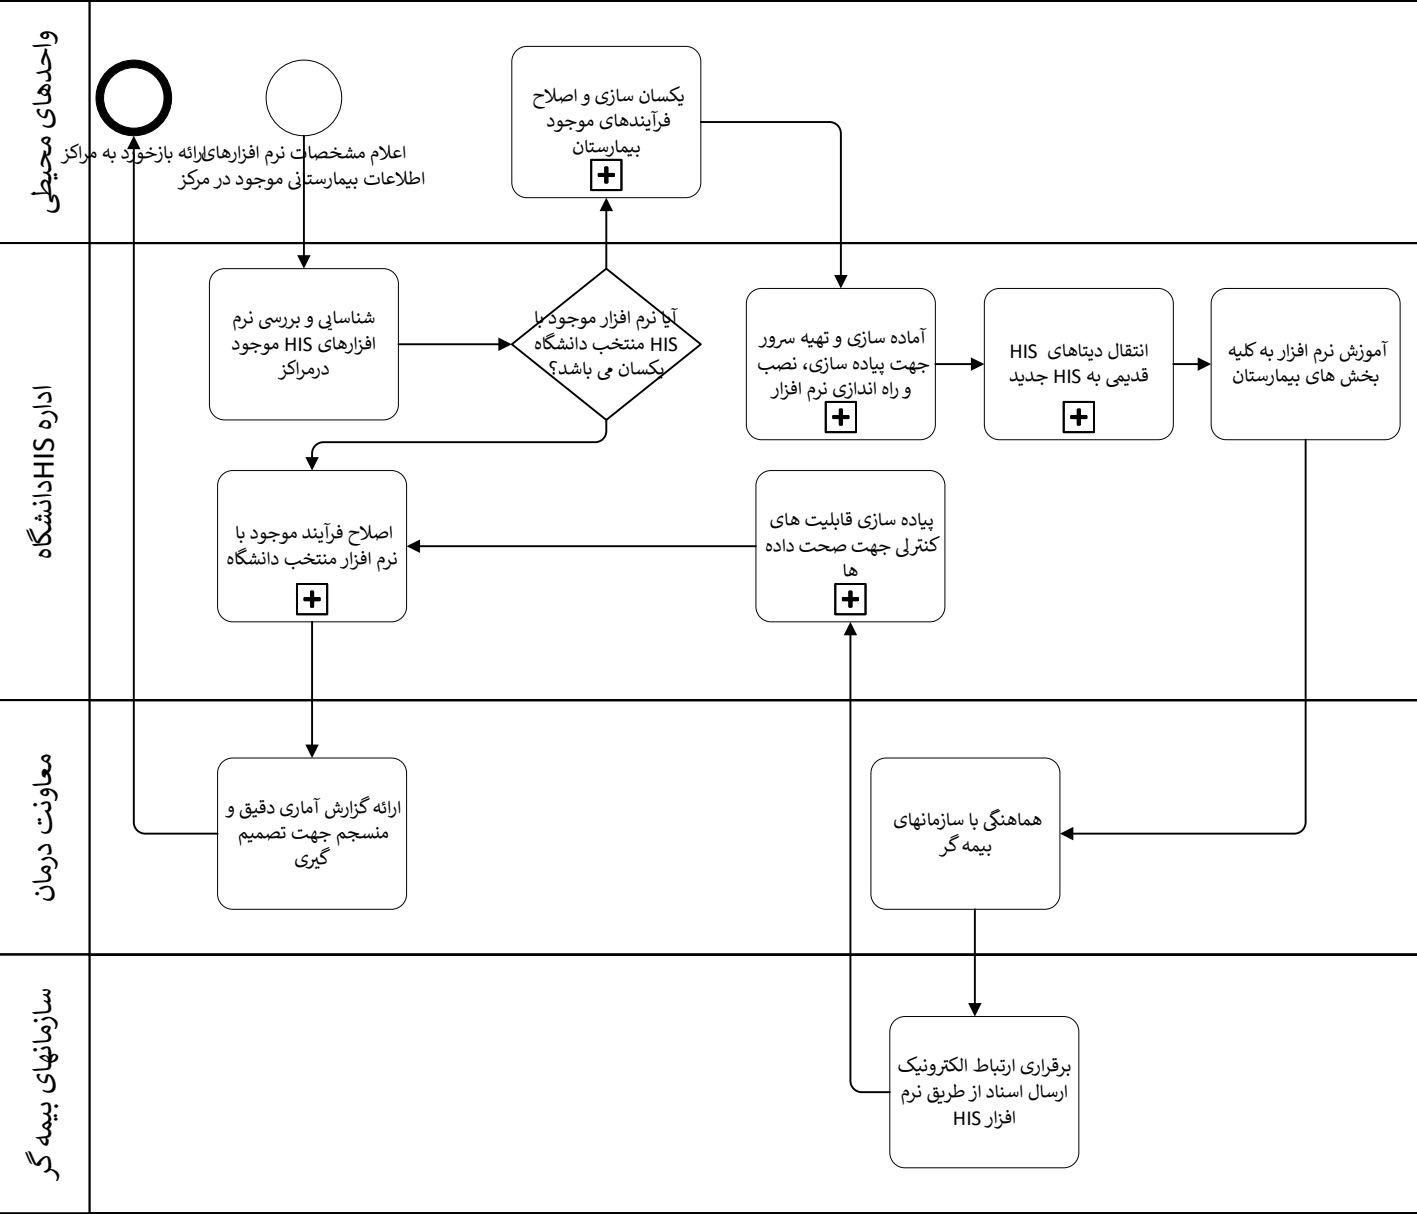 واحدهای محیطی
ارائه بازخورد به مراکز
اعلام مشخصات نرم افزارهای
اطلاعات بیمارستانی موجود در مرکز
یکسان سازی و اصلاح
فرآیندهای موجود
بیمارستان
اداره HISدانشگاه
شناسایی و بررسی نرم
افزارهای HIS موجود
درمراکز
آیا نرم افزار موجود با
HIS منتخب دانشگاه
یکسان می باشد؟
آماده سازی و تهیه سرور
جهت پیاده سازی، نصب
و راه اندازی نرم افزار
انتقال دیتاهای HIS
قدیمی به HIS جدید
آموزش نرم افزار به کلیه
بخش های بیمارستان
اصلاح فرآیند موجود با
نرم افزار منتخب دانشگاه
پیاده سازی قابلیت های
کنترلی جهت صحت داده
ها
معاونت درمان
ارائه گزارش آماری دقیق و
منسجم جهت تصمیم
گیری
هماهنگی با سازمانهای
بیمه گر
سازمانهای بیمه گر
برقراری ارتباط الکترونیک
ارسال اسناد از طریق نرم
افزار HIS